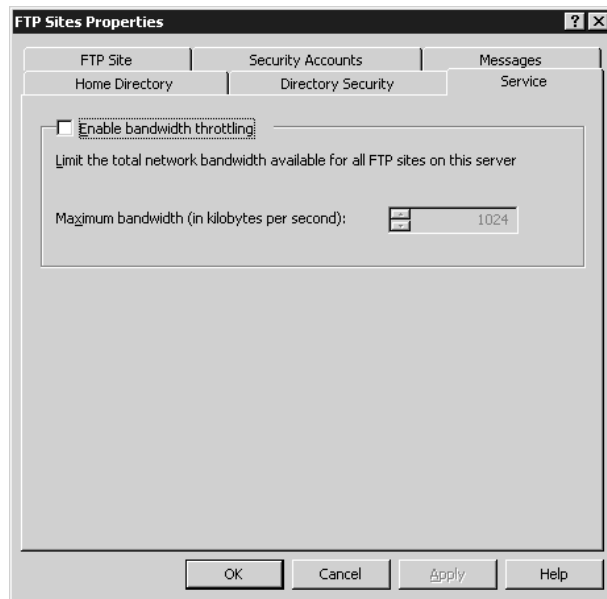 FTP Sites Properties
FTP Site Security Accounts Messages
Home Directory Directory Security Service
Enable bandwidth throttling
Limit the total network bandwidth available for all FTP sites on this server
Maximum bandwidth (in kilobytes per second): 1024
OK Cancel Apply Help